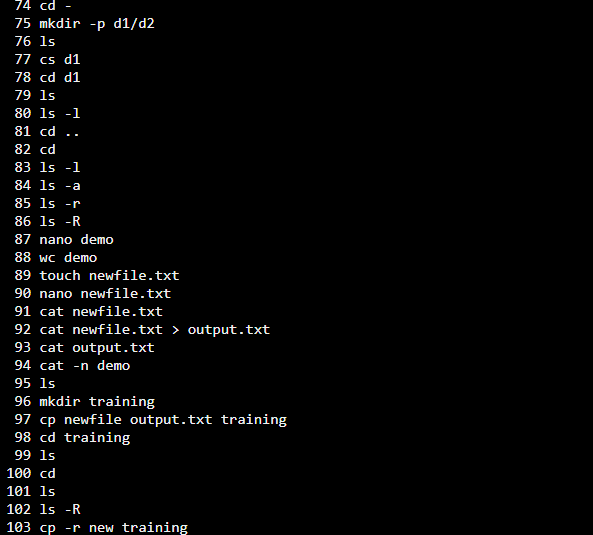 74 cd -
75 mkdir -p d1/d2
76 ls
77 cs d1
78 cd d1
79 ls
80 ls -l
81 cd ..
82 cd
83 ls -l
84 ls -a
85 ls -r
86 ls -R
87 nano demo
88 wc demo
89 touch newfile.txt
90 nano newfile.txt
91 cat newfile.txt
92 cat newfile.txt > output.txt
93 cat output.txt
94 cat -n demo
95 ls
96 mkdir training
97 cp newfile output.txt training
98 cd training
99 ls
100 cd
101 ls
102 ls -R
103 cp -r new training